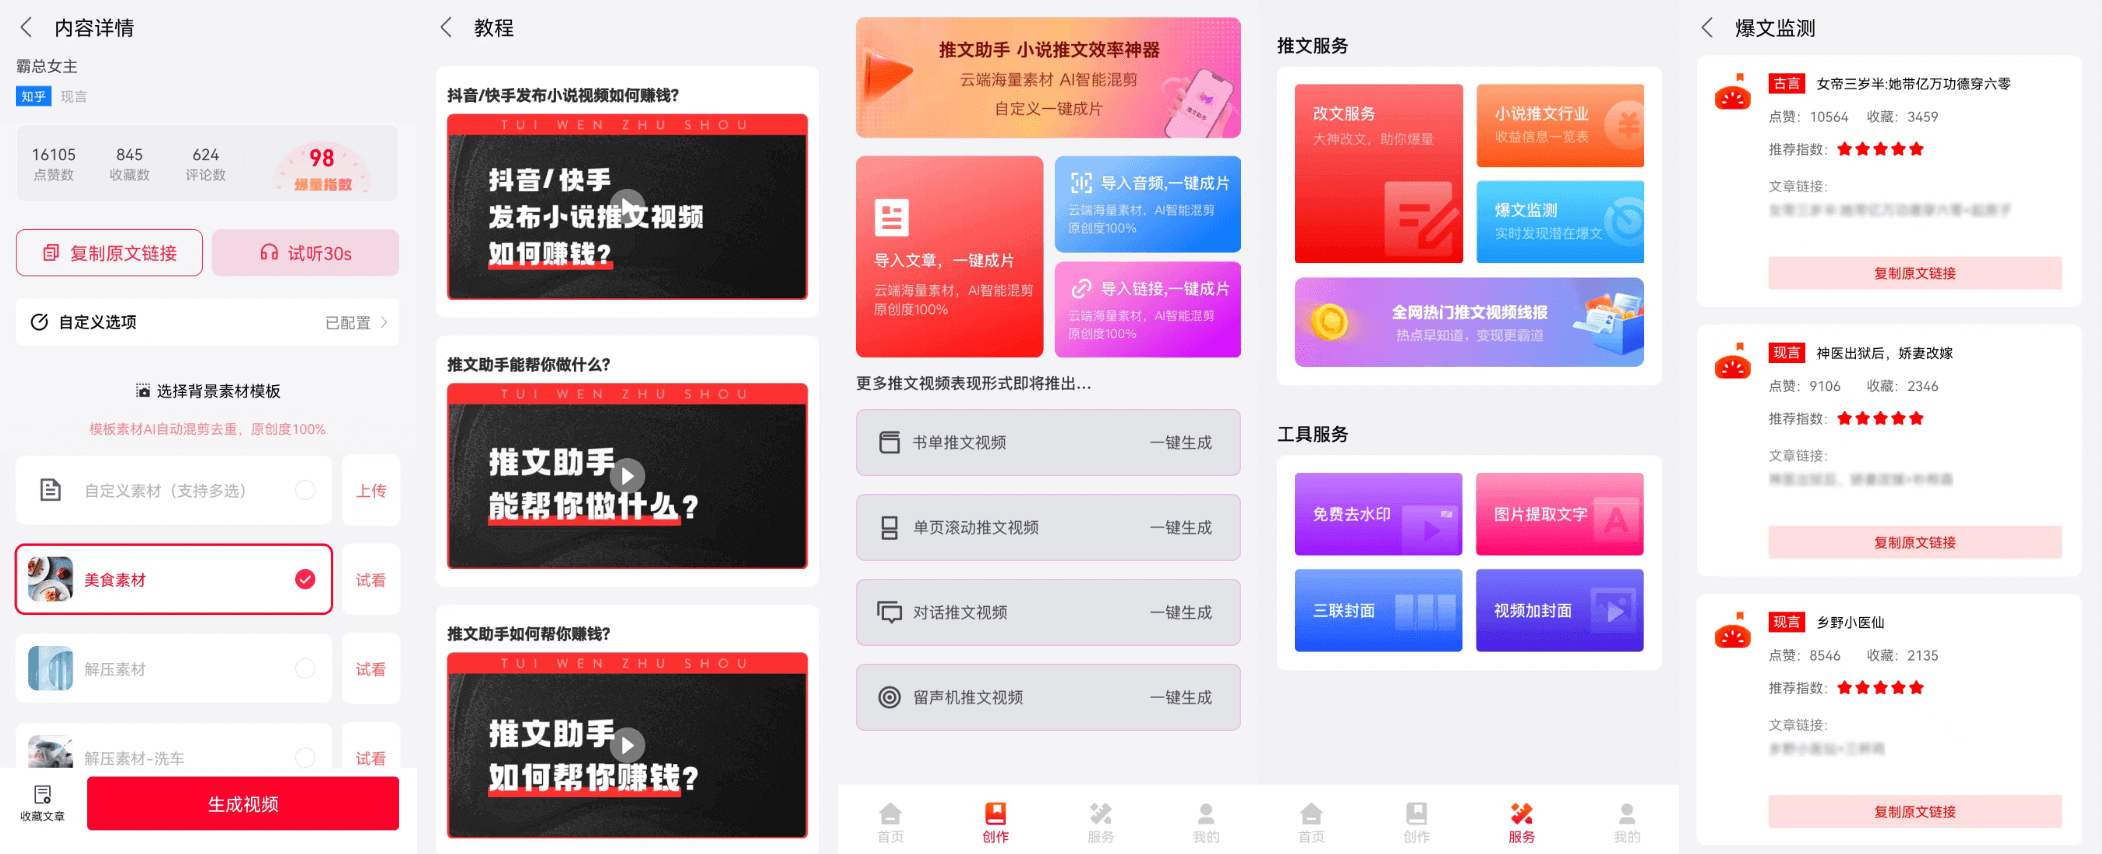 内容详情
霸总女主
知乎 现言
16105 845 624 98
点赞数 收藏数 评论数 爆量指数
复制原文链接 试听30s
自定义选项 已配置
选择背景素材模板
模板素材AI自动混剪去重，原创度100%
自定义素材（支持多选） 上传
美食素材 试看
解压素材 试看
解压素材-洗车 试看
收藏文章 生成视频
教程
抖音/快手发布小说视频如何赚钱?
TUI WEN ZHU SHOU
抖音/快手
发布小说推文视频
如何赚钱?
推文助手能帮你做什么?
TUI WEN ZHU SHOU
推文助手
能帮你做什么?
推文助手如何帮你赚钱?
TUI WEN ZHU SHOU
推文助手
如何帮你赚钱?
推文助手 小说推文效率神器
云端海量素材 AI智能混剪
自定义一键成片
导入文章，一键成片
云端海量素材，AI智能混剪
原创度100%
导入音频,一键成片
云端海量素材，AI智能混剪
原创度100%
导入链接,一键成片
云端海量素材，AI智能混剪
原创度100%
更多推文视频表现形式即将推出...
书单推文视频 一键生成
单页滚动推文视频 一键生成
对话推文视频 一键生成
留声机推文视频 一键生成
首页 创作 服务 我的
推文服务
改文服务
大神改文，助你爆量
小说推文行业
收益信息一览表
爆文监测
实时发现潜在爆文
全网热门推文视频线报
热点早知道，变现更霸道
工具服务
免费去水印 图片提取文字
三联封面 视频加封面
首页 创作 服务 我的
爆文监测
古言 女帝三岁半:她带亿万功德穿六零
点赞：10564 收藏：3459
推荐指数：
文章链接：
复制原文链接
现言 神医出狱后，娇妻改嫁
点赞：9106 收藏：2346
推荐指数：
文章链接：
复制原文链接
现言 乡野小医仙
点赞：8546 收藏：2135
推荐指数：
文章链接：
复制原文链接